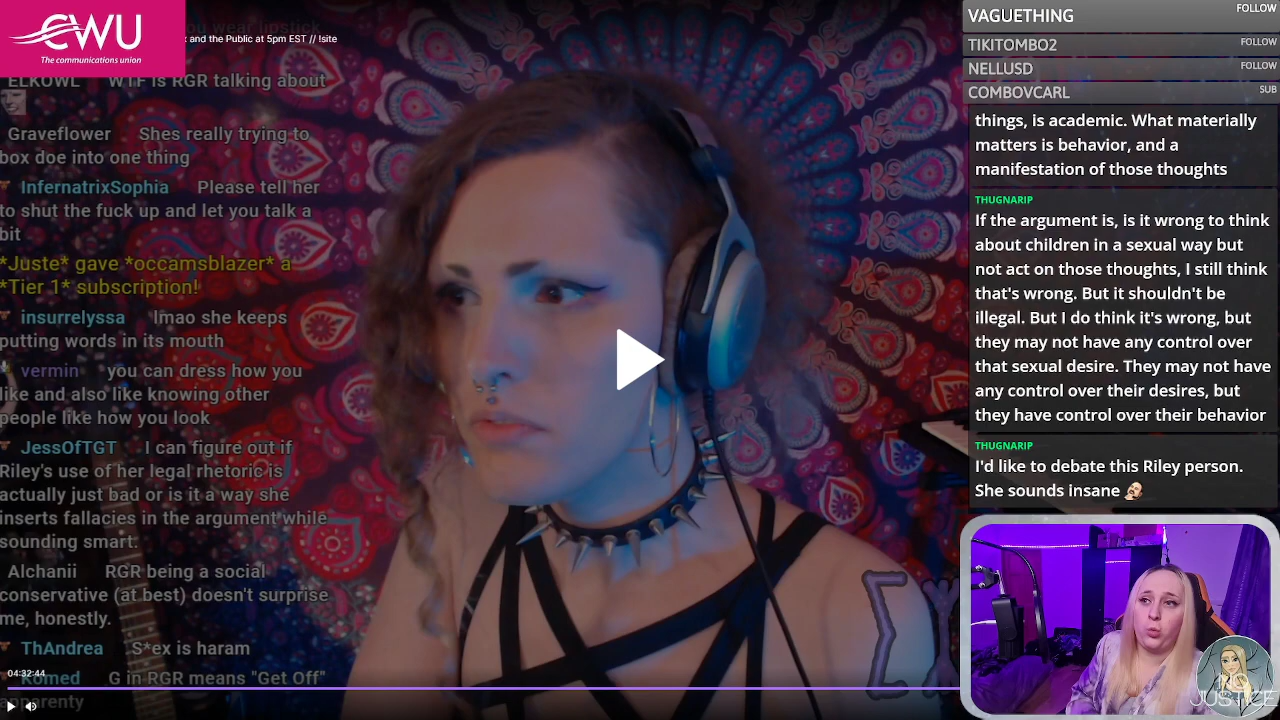 you wear lipstick
CWU
The communications union
x and the Public at 5pm EST // !site
ELKOWL WTF is RGR talking about
Graveflower Shes really trying to
box doe into one thing
InfernatrixSophia Please tell her
to shut the fuck up and let you talk a
bit
*Juste* gave *occamsblazer* a
*Tier 1* subscription!
insurrelyssa lmao she keeps
putting words in its mouth
vermin you can dress how you
like and also like knowing other
people like how you look
JessOfTGT I can figure out if
Riley's use of her legal rhetoric is
actually just bad or is it a way she
inserts fallacies in the argument while
sounding smart.
Alchanii RGR being a social
conservative (at best) doesn't surprise
me, honestly.
ThAndrea S*ex is haram
04:32:44
Komed G in RGR means "Get Off"
apparently
VAGUETHING FOLLOW
TIKITOMBO2 FOLLOW
NELLUSD FOLLOW
COMBOVCARL SUB
things, is academic. What materially
matters is behavior, and a
manifestation of those thoughts
THUGNARIP
If the argument is, is it wrong to think
about children in a sexual way but
not act on those thoughts, I still think
that's wrong. But it shouldn't be
illegal. But I do think it's wrong, but
they may not have any control over
that sexual desire. They may not have
any control over their desires, but
they have control over their behavior
THUGNARIP
I'd like to debate this Riley person.
She sounds insane
JUSTICE